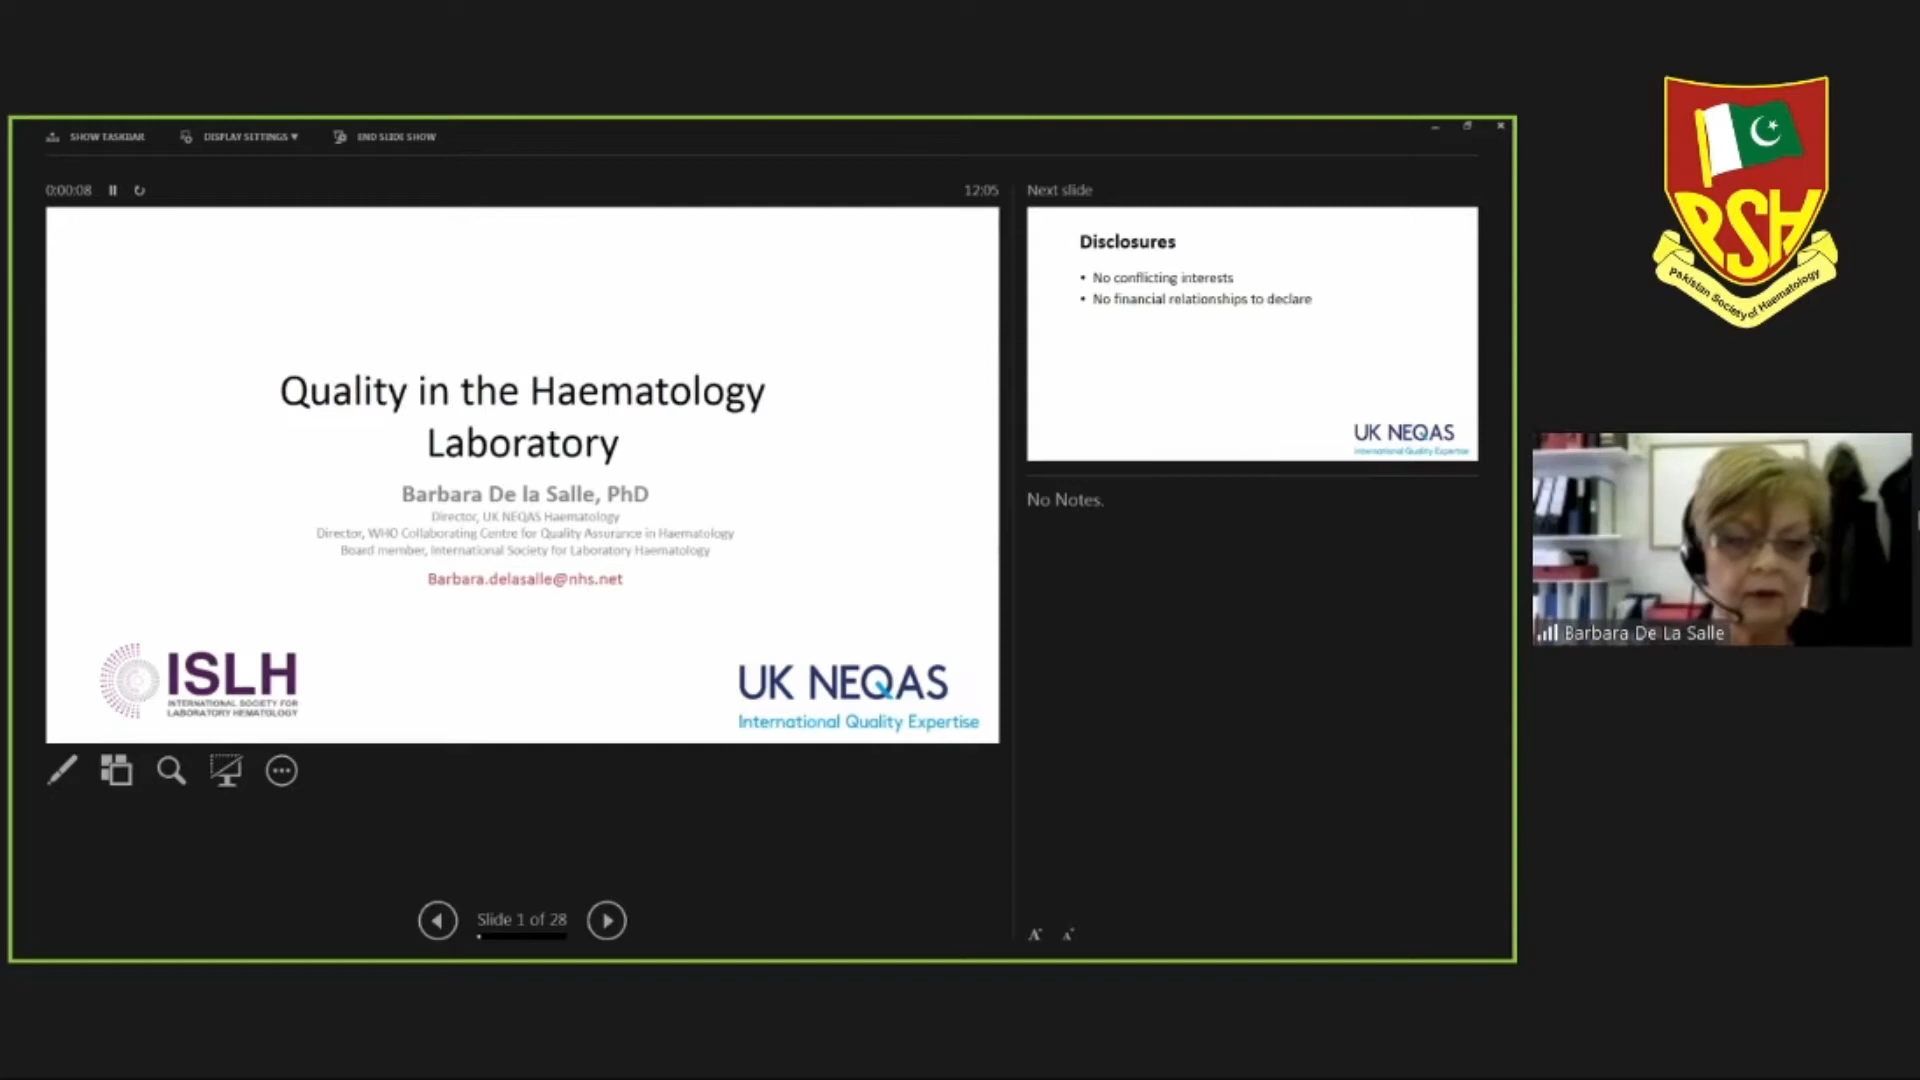 SHOW TASKBAR
DISPLAY SETTINGS ▾
END SLIDE SHOW
0:00:08
12:05
Quality in the Haematology
Laboratory
Barbara De la Salle, PhD
Director, UK NEQAS Haematology
Director, WHO Collaborating Centre for Quality Assurance in Haematology
Board member, International Society for Laboratory Haematology
Barbara.delasalle@nhs.net
ISLH
INTERNATIONAL SOCIETY FOR
LABORATORY HEMATOLOGY
UK NEQAS
International Quality Expertise
Slide 1 of 28
Next slide
Disclosures
• No conflicting interests
• No financial relationships to declare
UK NEQAS
International Quality Expertise
No Notes.
A A
PSH
Pakistan Society of Haematology
Barbara De La Salle